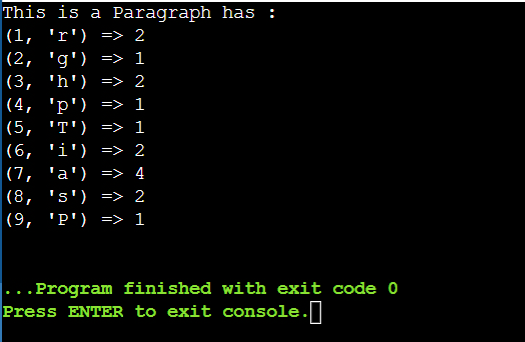 This is a Paragraph has :
(1, 'r') => 2
(2, 'g') => 1
(3, 'h') => 2
(4, 'p') => 1
(5, 'T') => 1
(6, 'i') => 2
(7, 'a') => 4
(8, 's') => 2
(9, 'P') => 1
...Program finished with exit code 0
Press ENTER to exit console.